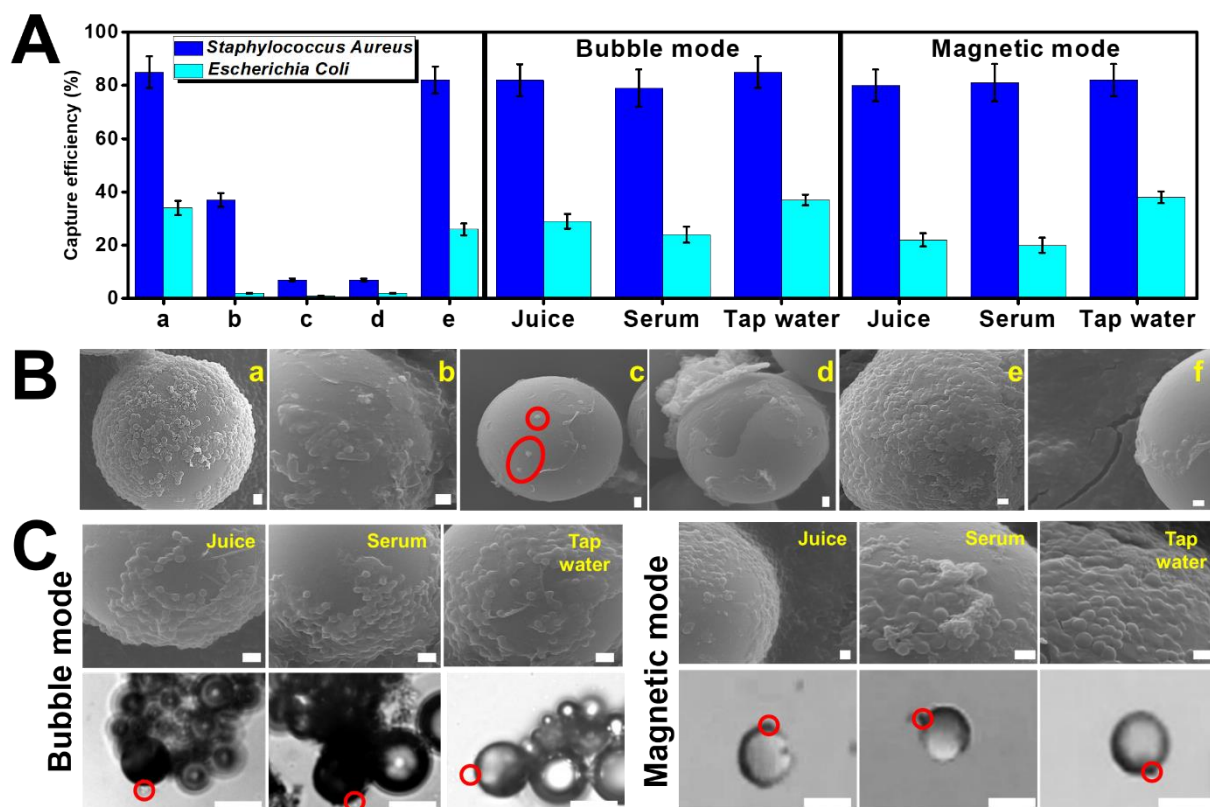 A
Capture efficiency (%)
100
80
60
40
20
0
Staphylococcus Aureus
Escherichia Coli
Bubble mode
Magnetic mode
a b c d e Juice Serum Tap water Juice Serum Tap water
B
a b c d e f
C
Bubble mode
Juice Serum Tap
water
Magnetic mode
Juice Serum Tap
water